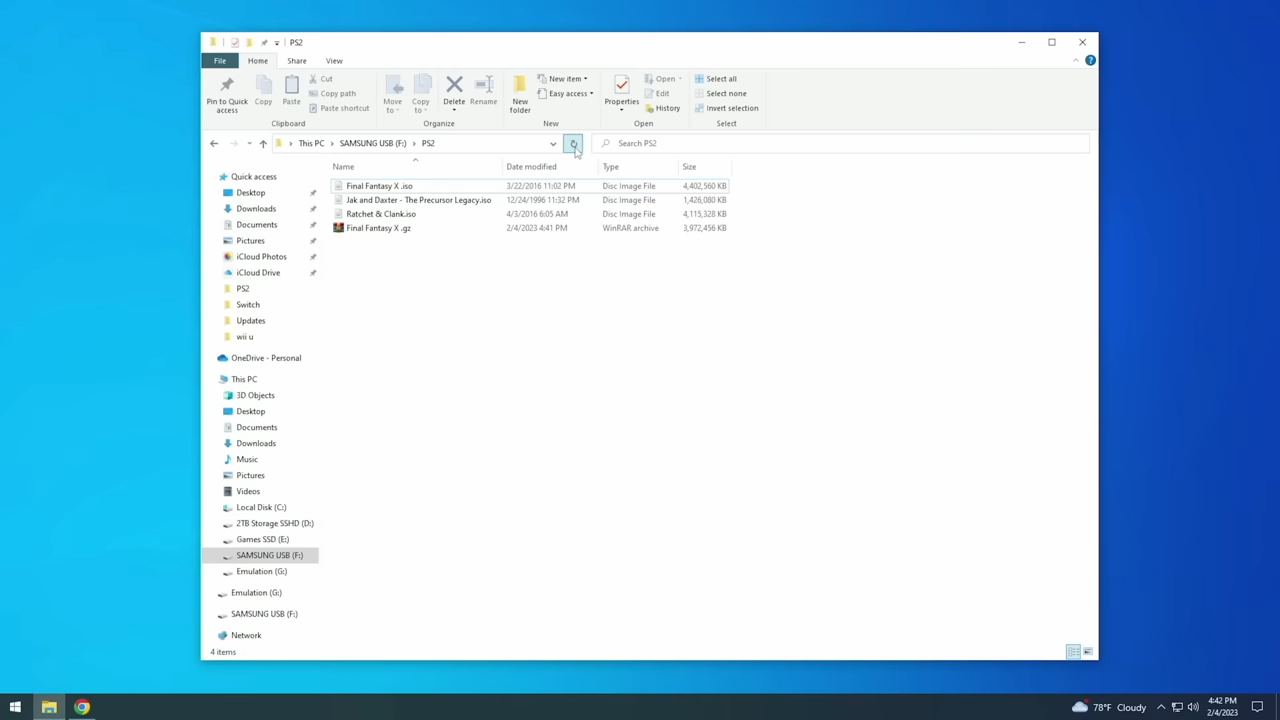 PS2
File Home Share View
Pin to Quick access
Copy
Paste
Cut
Copy path
Paste shortcut
Clipboard
Move to
Copy to
Delete
Rename
Organize
New folder
New item
Easy access
New
Properties
Open
Edit
History
Open
Select all
Select none
Invert selection
Select
This PC SAMSUNG USB (F:) PS2
Search PS2
Name Date modified Type Size
Final Fantasy X .iso 3/22/2016 11:02 PM Disc Image File 4,402,560 KB
Jak and Daxter - The Precursor Legacy.iso 12/24/1996 11:32 PM Disc Image File 1,426,080 KB
Ratchet & Clank.iso 4/3/2016 6:05 AM Disc Image File 4,115,328 KB
Final Fantasy X .gz 2/4/2023 4:41 PM WinRAR archive 3,972,456 KB
Quick access
Desktop
Downloads
Documents
Pictures
iCloud Photos
iCloud Drive
PS2
Switch
Updates
wii u
OneDrive - Personal
This PC
3D Objects
Desktop
Documents
Downloads
Music
Pictures
Videos
Local Disk (C:)
2TB Storage SSHD (D:)
Games SSD (E:)
SAMSUNG USB (F:)
Emulation (G:)
Emulation (G:)
SAMSUNG USB (F:)
Network
4 items
78°F Cloudy
4:42 PM
2/4/2023